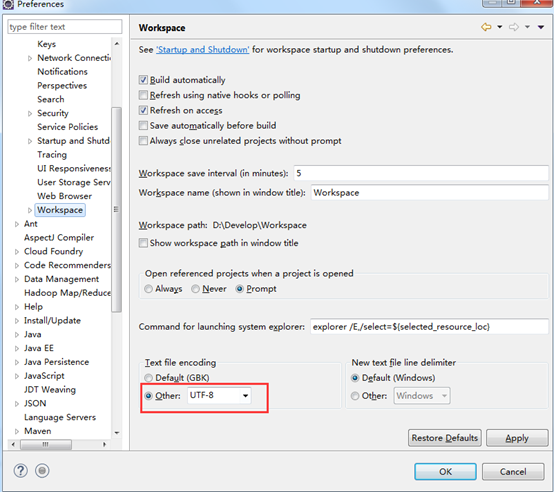 Preferences
type filter text
Keys
Network Connecti
Notifications
Perspectives
Search
Security
Service Policies
Startup and Shutd
Tracing
UI Responsiveness
User Storage Serv
Web Browser
Workspace
Ant
AspectJ Compiler
Cloud Foundry
Code Recommenders
Data Management
Hadoop Map/Reduce
Help
Install/Update
Java
Java EE
Java Persistence
JavaScript
JDT Weaving
JSON
Language Servers
Maven
Workspace
See 'Startup and Shutdown' for workspace startup and shutdown preferences.
Build automatically
Refresh using native hooks or polling
Refresh on access
Save automatically before build
Always close unrelated projects without prompt
Workspace save interval (in minutes): 5
Workspace name (shown in window title): Workspace
Workspace path: D:\Develop\Workspace
Show workspace path in window title
Open referenced projects when a project is opened
Always Never Prompt
Command for launching system explorer: explorer /E,/select=${selected_resource_loc}
Text file encoding
Default (GBK)
Other: UTF-8
New text file line delimiter
Default (Windows)
Other: Windows
Restore Defaults Apply
OK Cancel